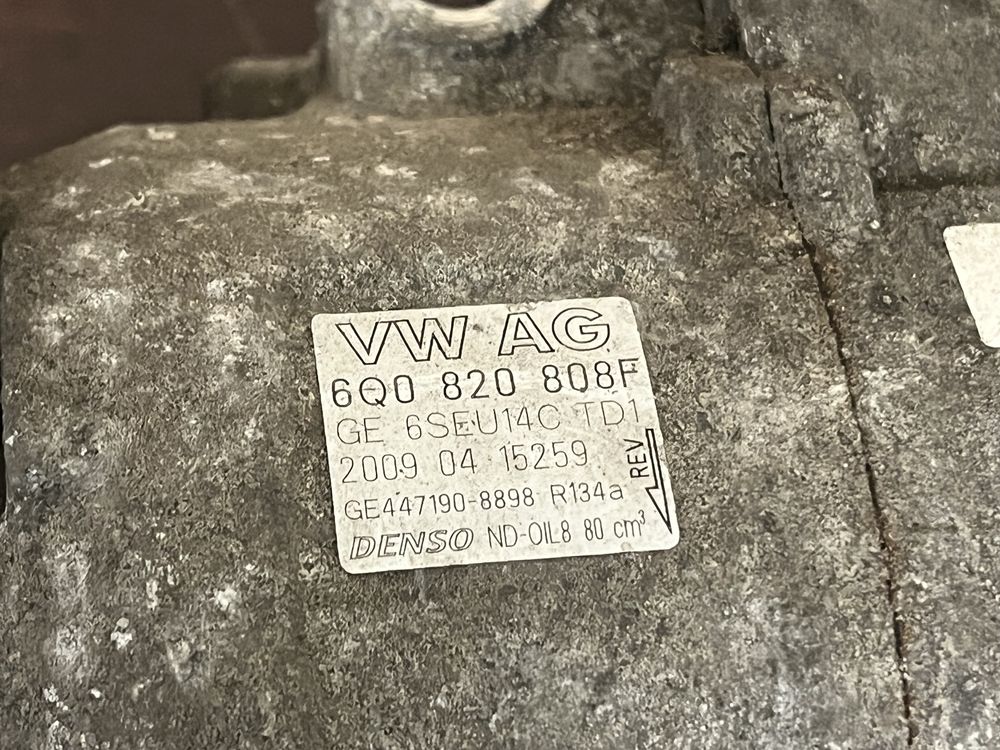 VW AG
6Q0 820 808F
GE 6SEU14C TD1
2009 04 15259
REV
GE447190-8898 R134a
DENSO ND-OIL8 80 cm³